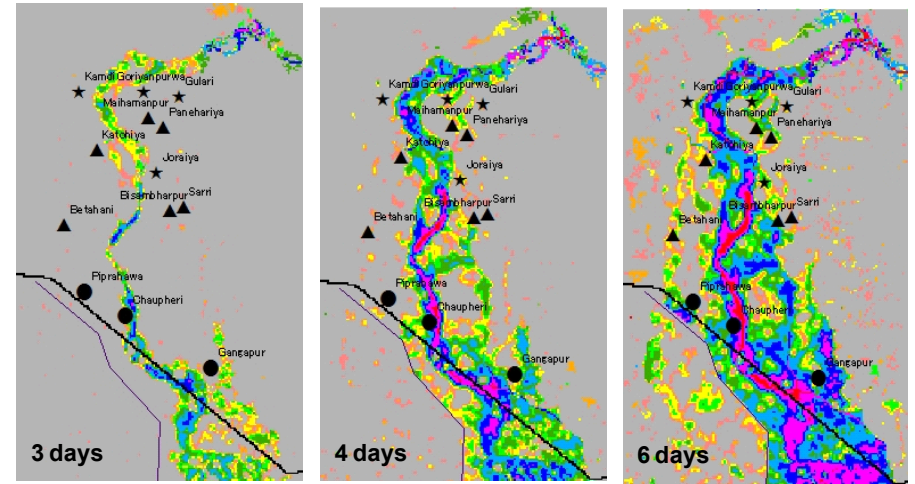 Kamdi Goriyanpurwa
Gulari
Maihamanpur
Panehariya
Katchiya
Joraiya
Bisambharpur Sarri
Betahani
Piprahawa
Chaupheri
Gangapur
3 days
Kamdi Goriyanpurwa
Gulari
Maihamanpur
Panehariya
Katchiya
Joraiya
Bisambharpur Sarri
Betahani
Piprahawa
Chaupheri
Gangapur
4 days
Kamdi Goriyanpurwa
Gulari
Maihamanpur
Panehariya
Katchiya
Joraiya
Bisambharpur Sarri
Betahani
Piprahawa
Chaupheri
Gangapur
6 days